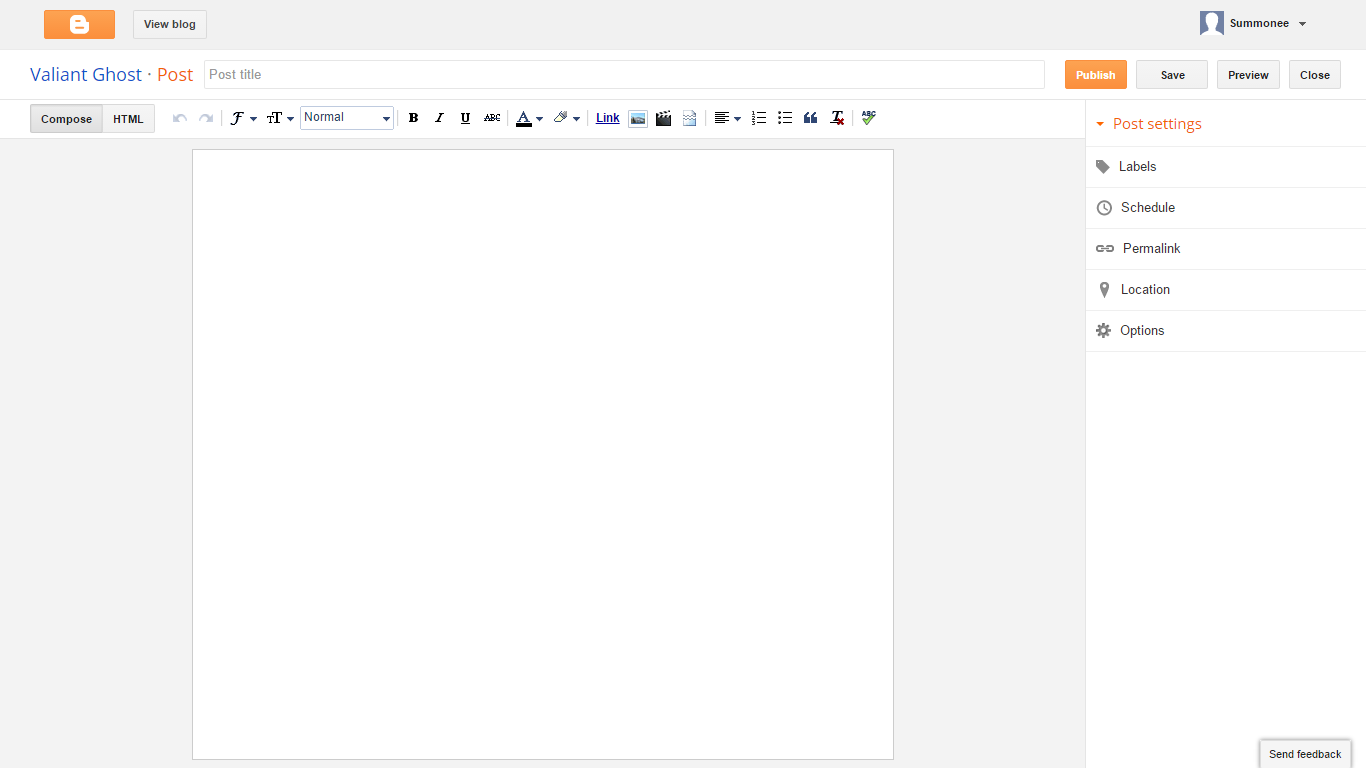 View blog
Summonee
Valiant Ghost · Post
Post title
Publish
Save
Preview
Close
Compose
HTML
Normal
B
I
U
ABC
A
Link
ABC
Post settings
Labels
Schedule
Permalink
Location
Options
Send feedback